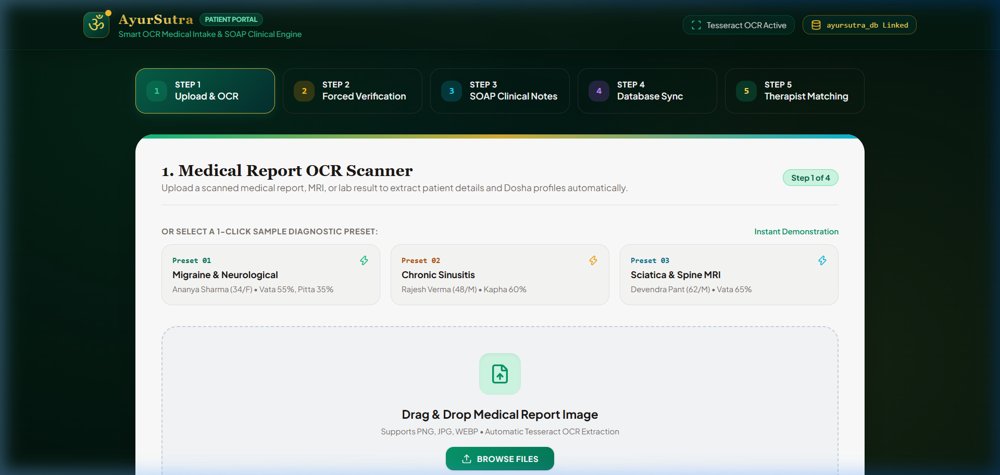 ॐ
AyurSutra
PATIENT PORTAL
Smart OCR Medical Intake & SOAP Clinical Engine
Tesseract OCR Active
ayursutra_db Linked
1
STEP 1
Upload & OCR
2
STEP 2
Forced Verification
3
STEP 3
SOAP Clinical Notes
4
STEP 4
Database Sync
5
STEP 5
Therapist Matching
1. Medical Report OCR Scanner
Upload a scanned medical report, MRI, or lab result to extract patient details and Dosha profiles automatically.
Step 1 of 4
OR SELECT A 1-CLICK SAMPLE DIAGNOSTIC PRESET:
Instant Demonstration
Preset 01
Migraine & Neurological
Ananya Sharma (34/F) • Vata 55%, Pitta 35%
Preset 02
Chronic Sinusitis
Rajesh Verma (48/M) • Kapha 60%
Preset 03
Sciatica & Spine MRI
Devendra Pant (62/M) • Vata 65%
Drag & Drop Medical Report Image
Supports PNG, JPG, WEBP • Automatic Tesseract OCR Extraction
BROWSE FILES